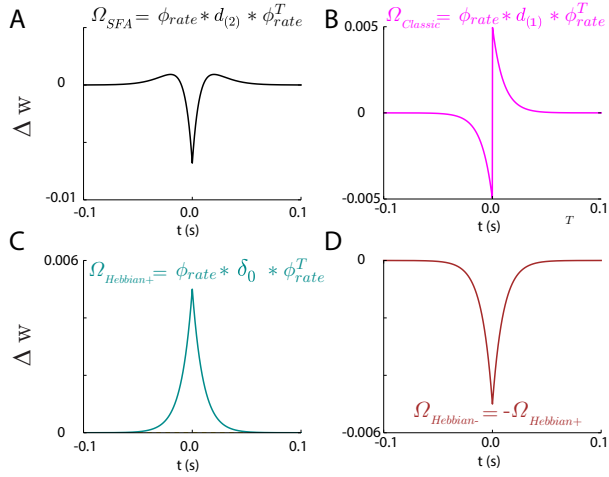 A
Ω_SFA = ϕ_rate * d_(2) * ϕ^T_rate
0
-0.01
Δ w
-0.1
0.0
0.1
t (s)
B
Ω_Classic = ϕ_rate * d_(1) * ϕ^T_rate
0.005
0
-0.005
-0.1
0.0
0.1
t (s)
T
C
Ω_Hebbian+ = ϕ_rate * δ_0 * ϕ^T_rate
0.006
0
Δ w
-0.1
0.0
0.1
t (s)
D
0
-0.006
Ω_Hebbian- = -Ω_Hebbian+
-0.1
0.0
0.1
t (s)